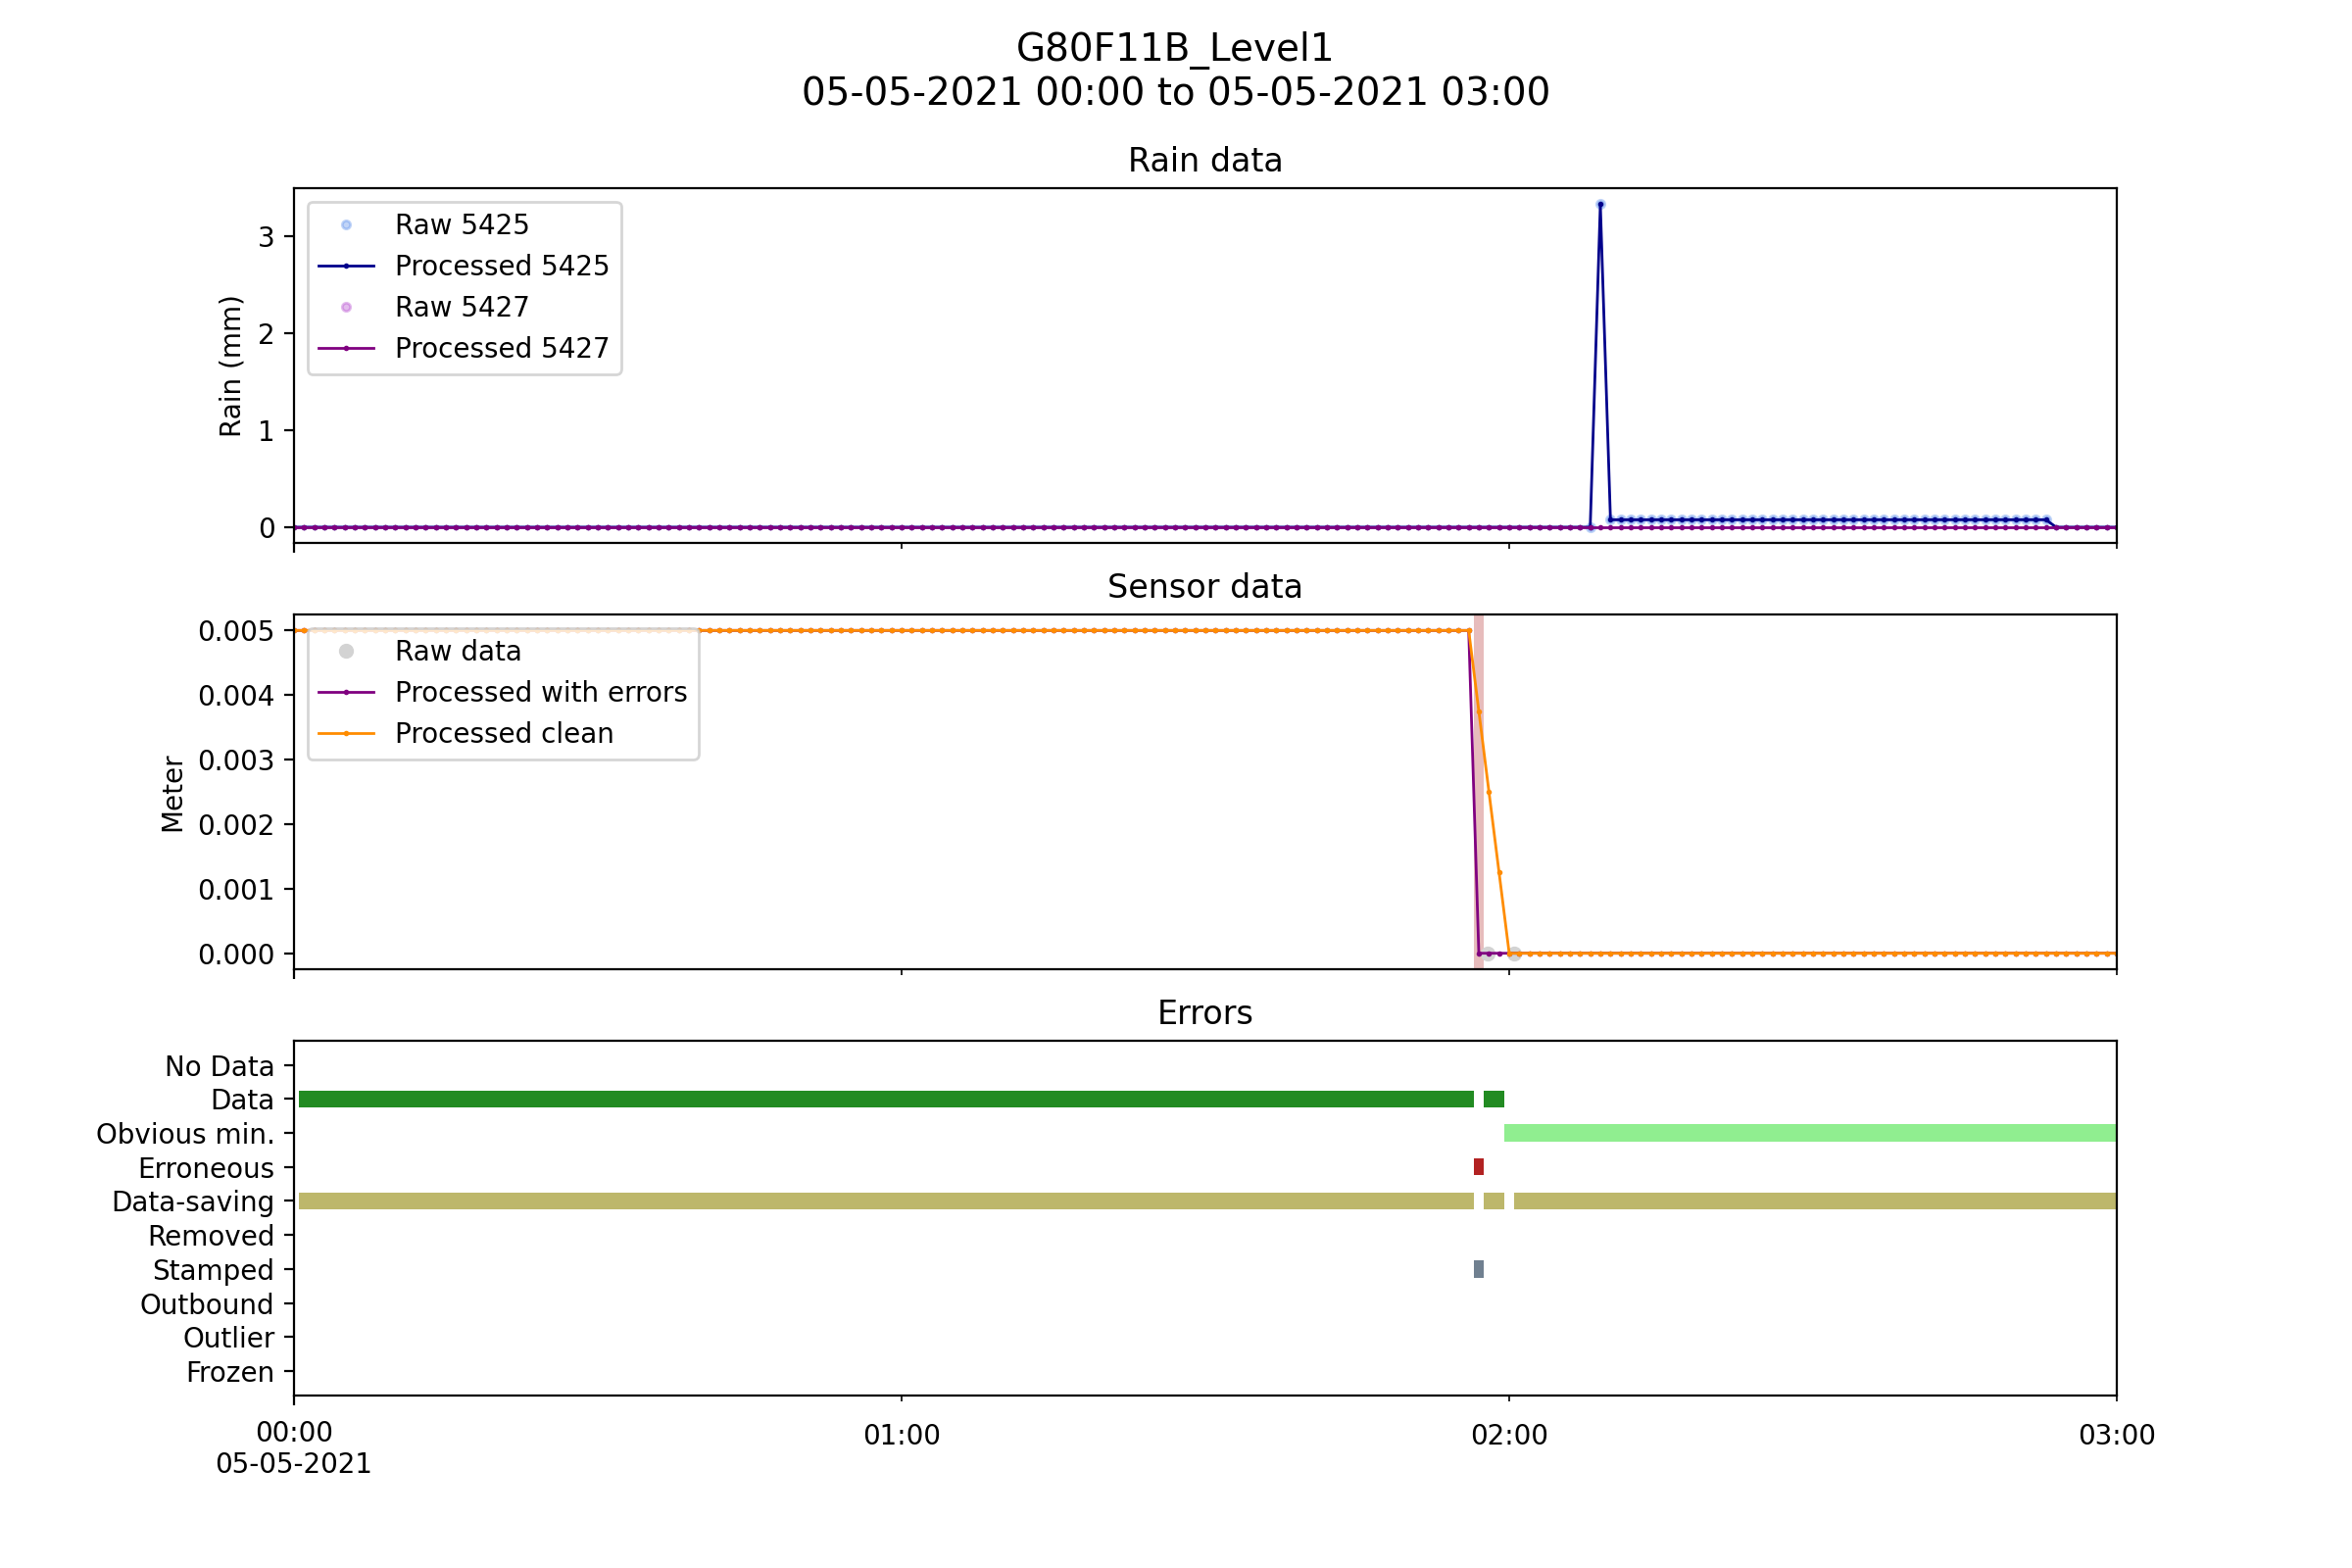 G80F11B_Level1
05-05-2021 00:00 to 05-05-2021 03:00
Rain data
Rain (mm)
3
2
1
0
Raw 5425
Processed 5425
Raw 5427
Processed 5427
Sensor data
Meter
0.005
0.004
0.003
0.002
0.001
0.000
Raw data
Processed with errors
Processed clean
Errors
No Data
Data
Obvious min.
Erroneous
Data-saving
Removed
Stamped
Outbound
Outlier
Frozen
00:00
05-05-2021
01:00
02:00
03:00